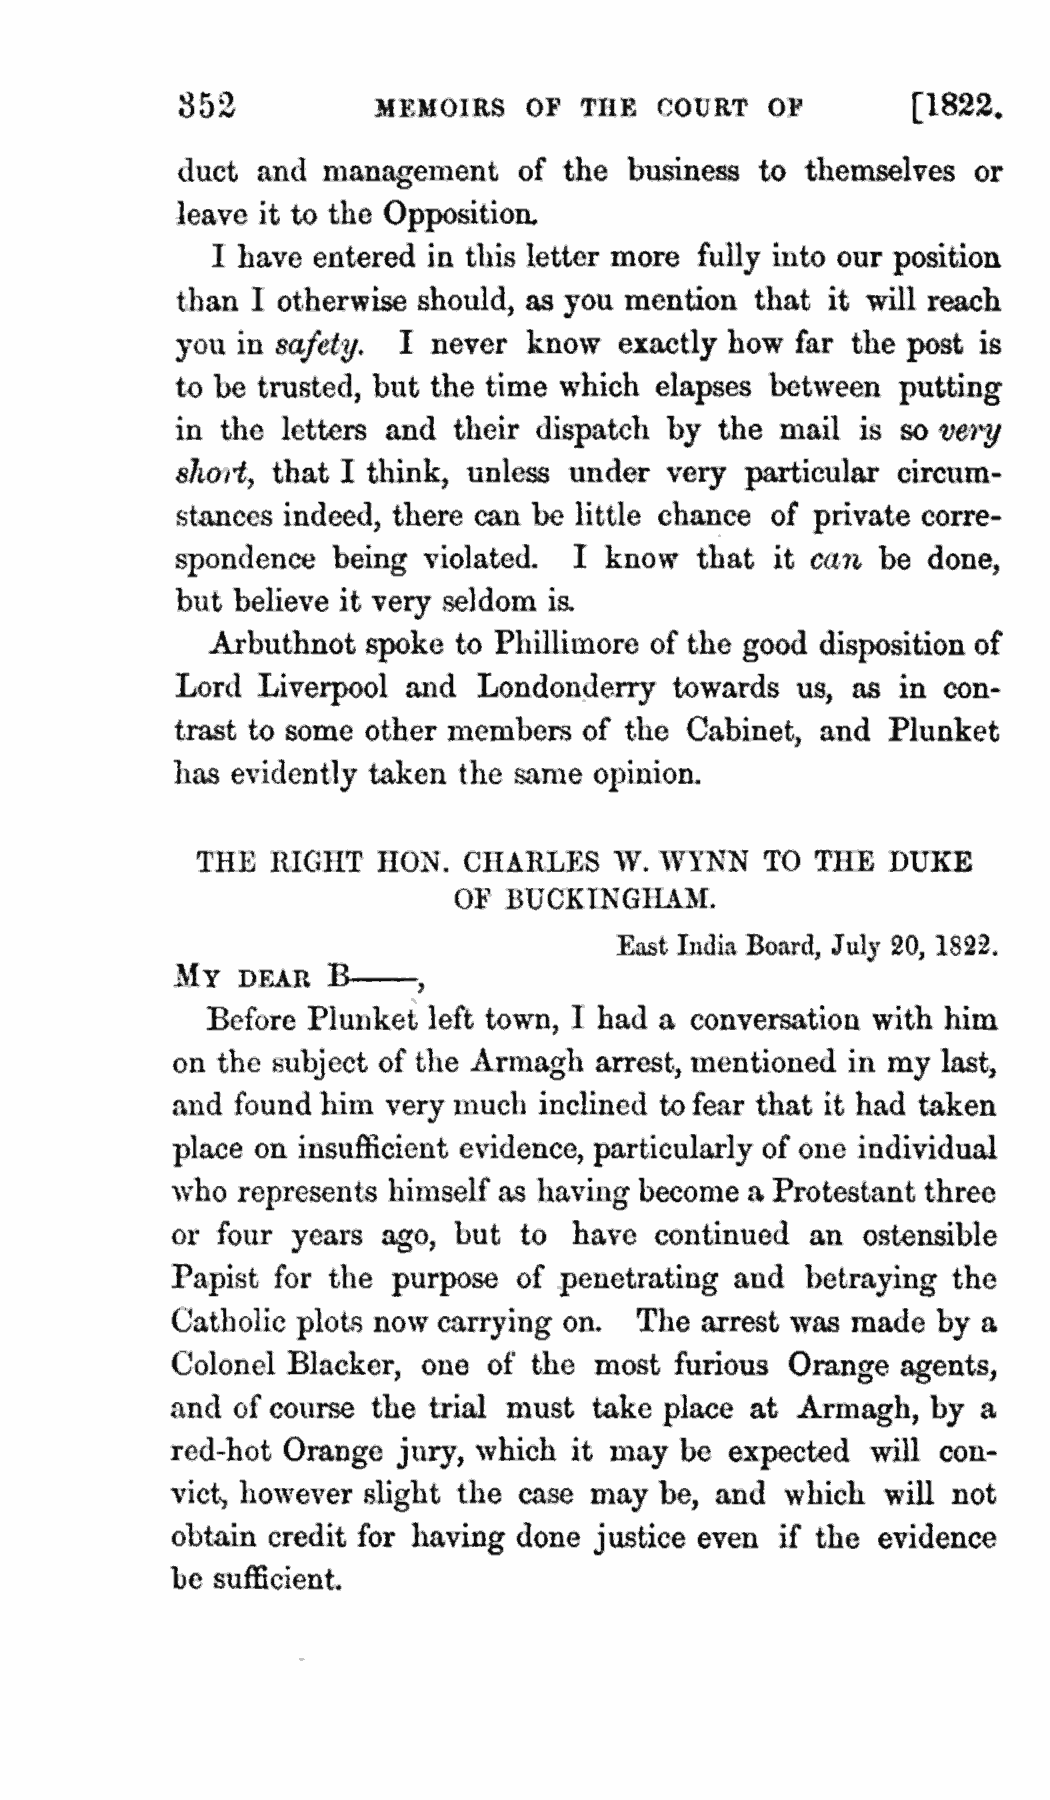 352 MEMOIRS OF THE COURT OF [1822.
duct and management of the business to themselves or
leave it to the Opposition.
I have entered in this letter more fully into our position
than I otherwise should, as you mention that it will reach
you in safety. I never know exactly how far the post is
to be trusted, but the time which elapses between putting
in the letters and their dispatch by the mail is so very
short, that I think, unless under very particular circum-
stances indeed, there can be little chance of private corre-
spondence being violated. I know that it can be done,
but believe it very seldom is.
Arbuthnot spoke to Phillimore of the good disposition of
Lord Liverpool and Londonderry towards us, as in con-
trast to some other members of the Cabinet, and Plunket
has evidently taken the same opinion.
THE RIGHT HON. CHARLES W. WYNN TO THE DUKE
OF BUCKINGHAM.
East India Board, July 20, 1822.
MY DEAR B——,
Before Plunket left town, I had a conversation with him
on the subject of the Armagh arrest, mentioned in my last,
and found him very much inclined to fear that it had taken
place on insufficient evidence, particularly of one individual
who represents himself as having become a Protestant three
or four years ago, but to have continued an ostensible
Papist for the purpose of penetrating and betraying the
Catholic plots now carrying on. The arrest was made by a
Colonel Blacker, one of the most furious Orange agents,
and of course the trial must take place at Armagh, by a
red-hot Orange jury, which it may be expected will con-
vict, however slight the case may be, and which will not
obtain credit for having done justice even if the evidence
be sufficient.